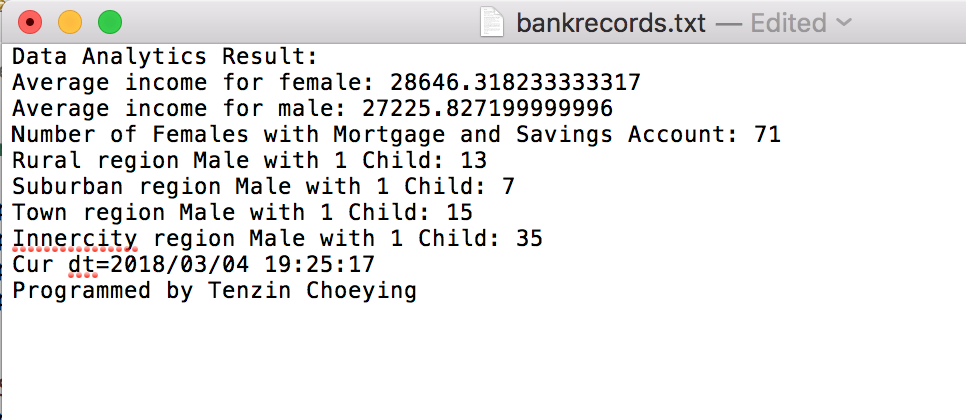 bankrecords.txt — Edited
Data Analytics Result:
Average income for female: 28646.318233333317
Average income for male: 27225.827199999996
Number of Females with Mortgage and Savings Account: 71
Rural region Male with 1 Child: 13
Suburban region Male with 1 Child: 7
Town region Male with 1 Child: 15
Innercity region Male with 1 Child: 35
Cur dt=2018/03/04 19:25:17
Programmed by Tenzin Choeying